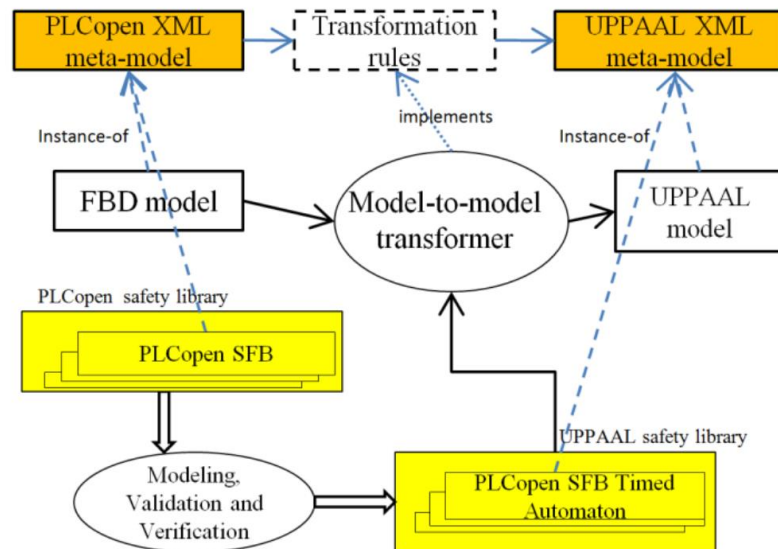 PLCopen XML
meta-model
Transformation
rules
UPPAAL XML
meta-model
Instance-of
implements
Instance-of
FBD model
Model-to-model
transformer
UPPAAL
model
PLCopen safety library
PLCopen SFB
UPPAAL safety library
Modeling,
Validation and
Verification
PLCopen SFB Timed
Automaton